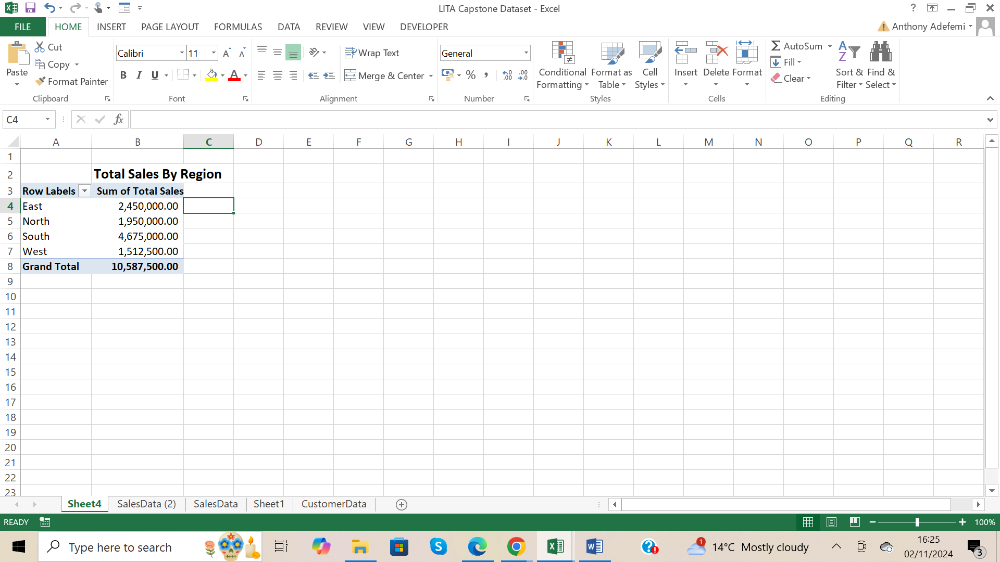 LITA Capstone Dataset - Excel
?
FILE HOME INSERT PAGE LAYOUT FORMULAS DATA REVIEW VIEW DEVELOPER
Anthony Adefemi
Paste
Cut
Copy
Format Painter
Clipboard
Calibri 11
B I U
Font
Wrap Text
Merge & Center
Alignment
General
%
Number
Conditional Formatting
Format as Table
Cell Styles
Styles
Insert Delete Format
Cells
AutoSum
Fill
Clear
Sort & Filter
Find & Select
Editing
C4
fx
A B C D E F G H I J K L M N O P Q R
1
2 Total Sales By Region
3 Row Labels Sum of Total Sales
4 East 2,450,000.00
5 North 1,950,000.00
6 South 4,675,000.00
7 West 1,512,500.00
8 Grand Total 10,587,500.00
9
10
11
12
13
14
15
16
17
18
19
20
21
22
23
Sheet4 SalesData (2) SalesData Sheet1 CustomerData
READY 100%
Type here to search
1 14°C Mostly cloudy
16:25
02/11/2024
3